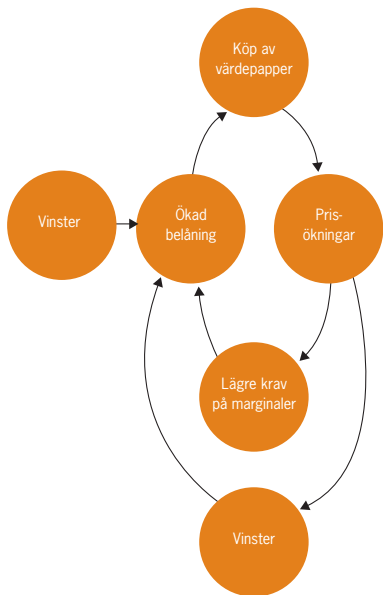 Köp av
värdepapper
Vinster
Ökad
belåning
Pris-
ökningar
Lägre krav
på marginaler
Vinster